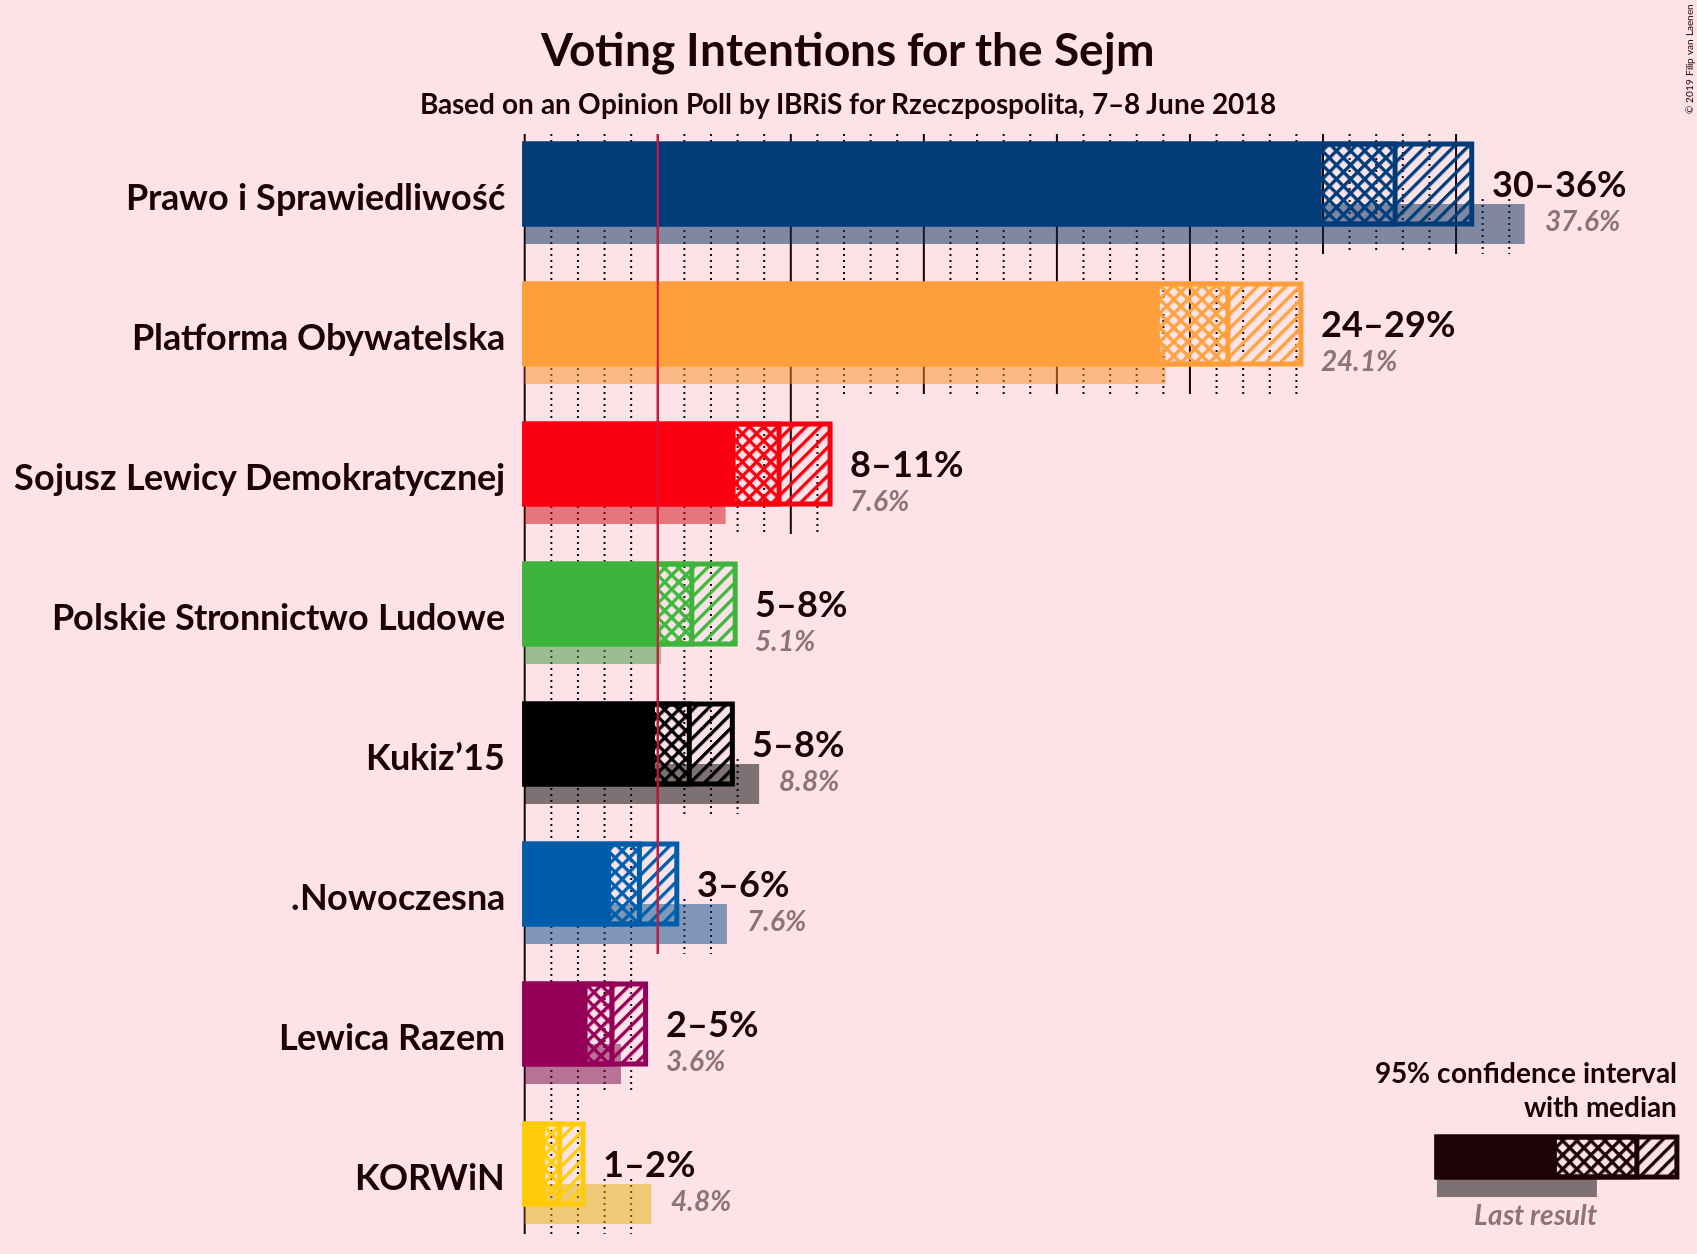 Voting Intentions for the Sejm
Based on an Opinion Poll by IBRiS for Rzeczpospolita, 7–8 June 2018
© 2019 Filip van Laenen
Prawo i Sprawiedliwość
30–36%
37.6%
Platforma Obywatelska
24–29%
24.1%
Sojusz Lewicy Demokratycznej
8–11%
7.6%
Polskie Stronnictwo Ludowe
5–8%
5.1%
Kukiz’15
5–8%
8.8%
.Nowoczesna
3–6%
7.6%
Lewica Razem
2–5%
3.6%
KORWiN
1–2%
4.8%
95% confidence interval
with median
Last result